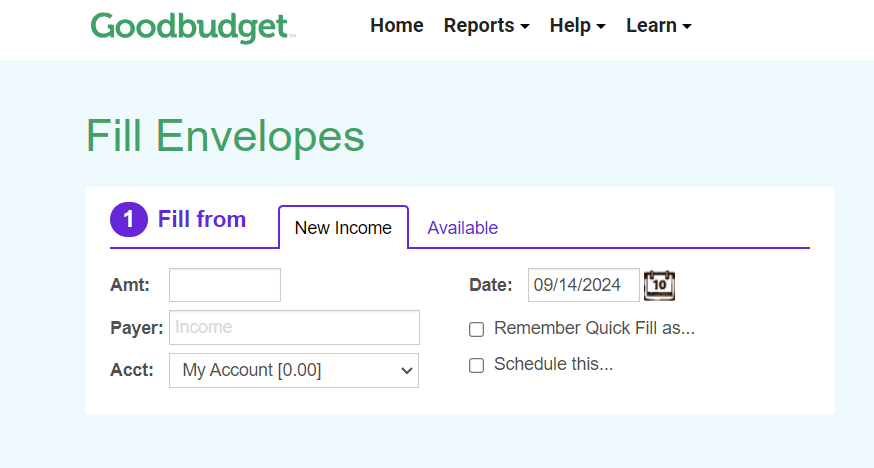 Goodbudget™
Home Reports Help Learn
Fill Envelopes
1 Fill from New Income Available
Amt: Date: 09/14/2024 10
Payer: Income Remember Quick Fill as...
Acct: My Account [0.00] Schedule this...